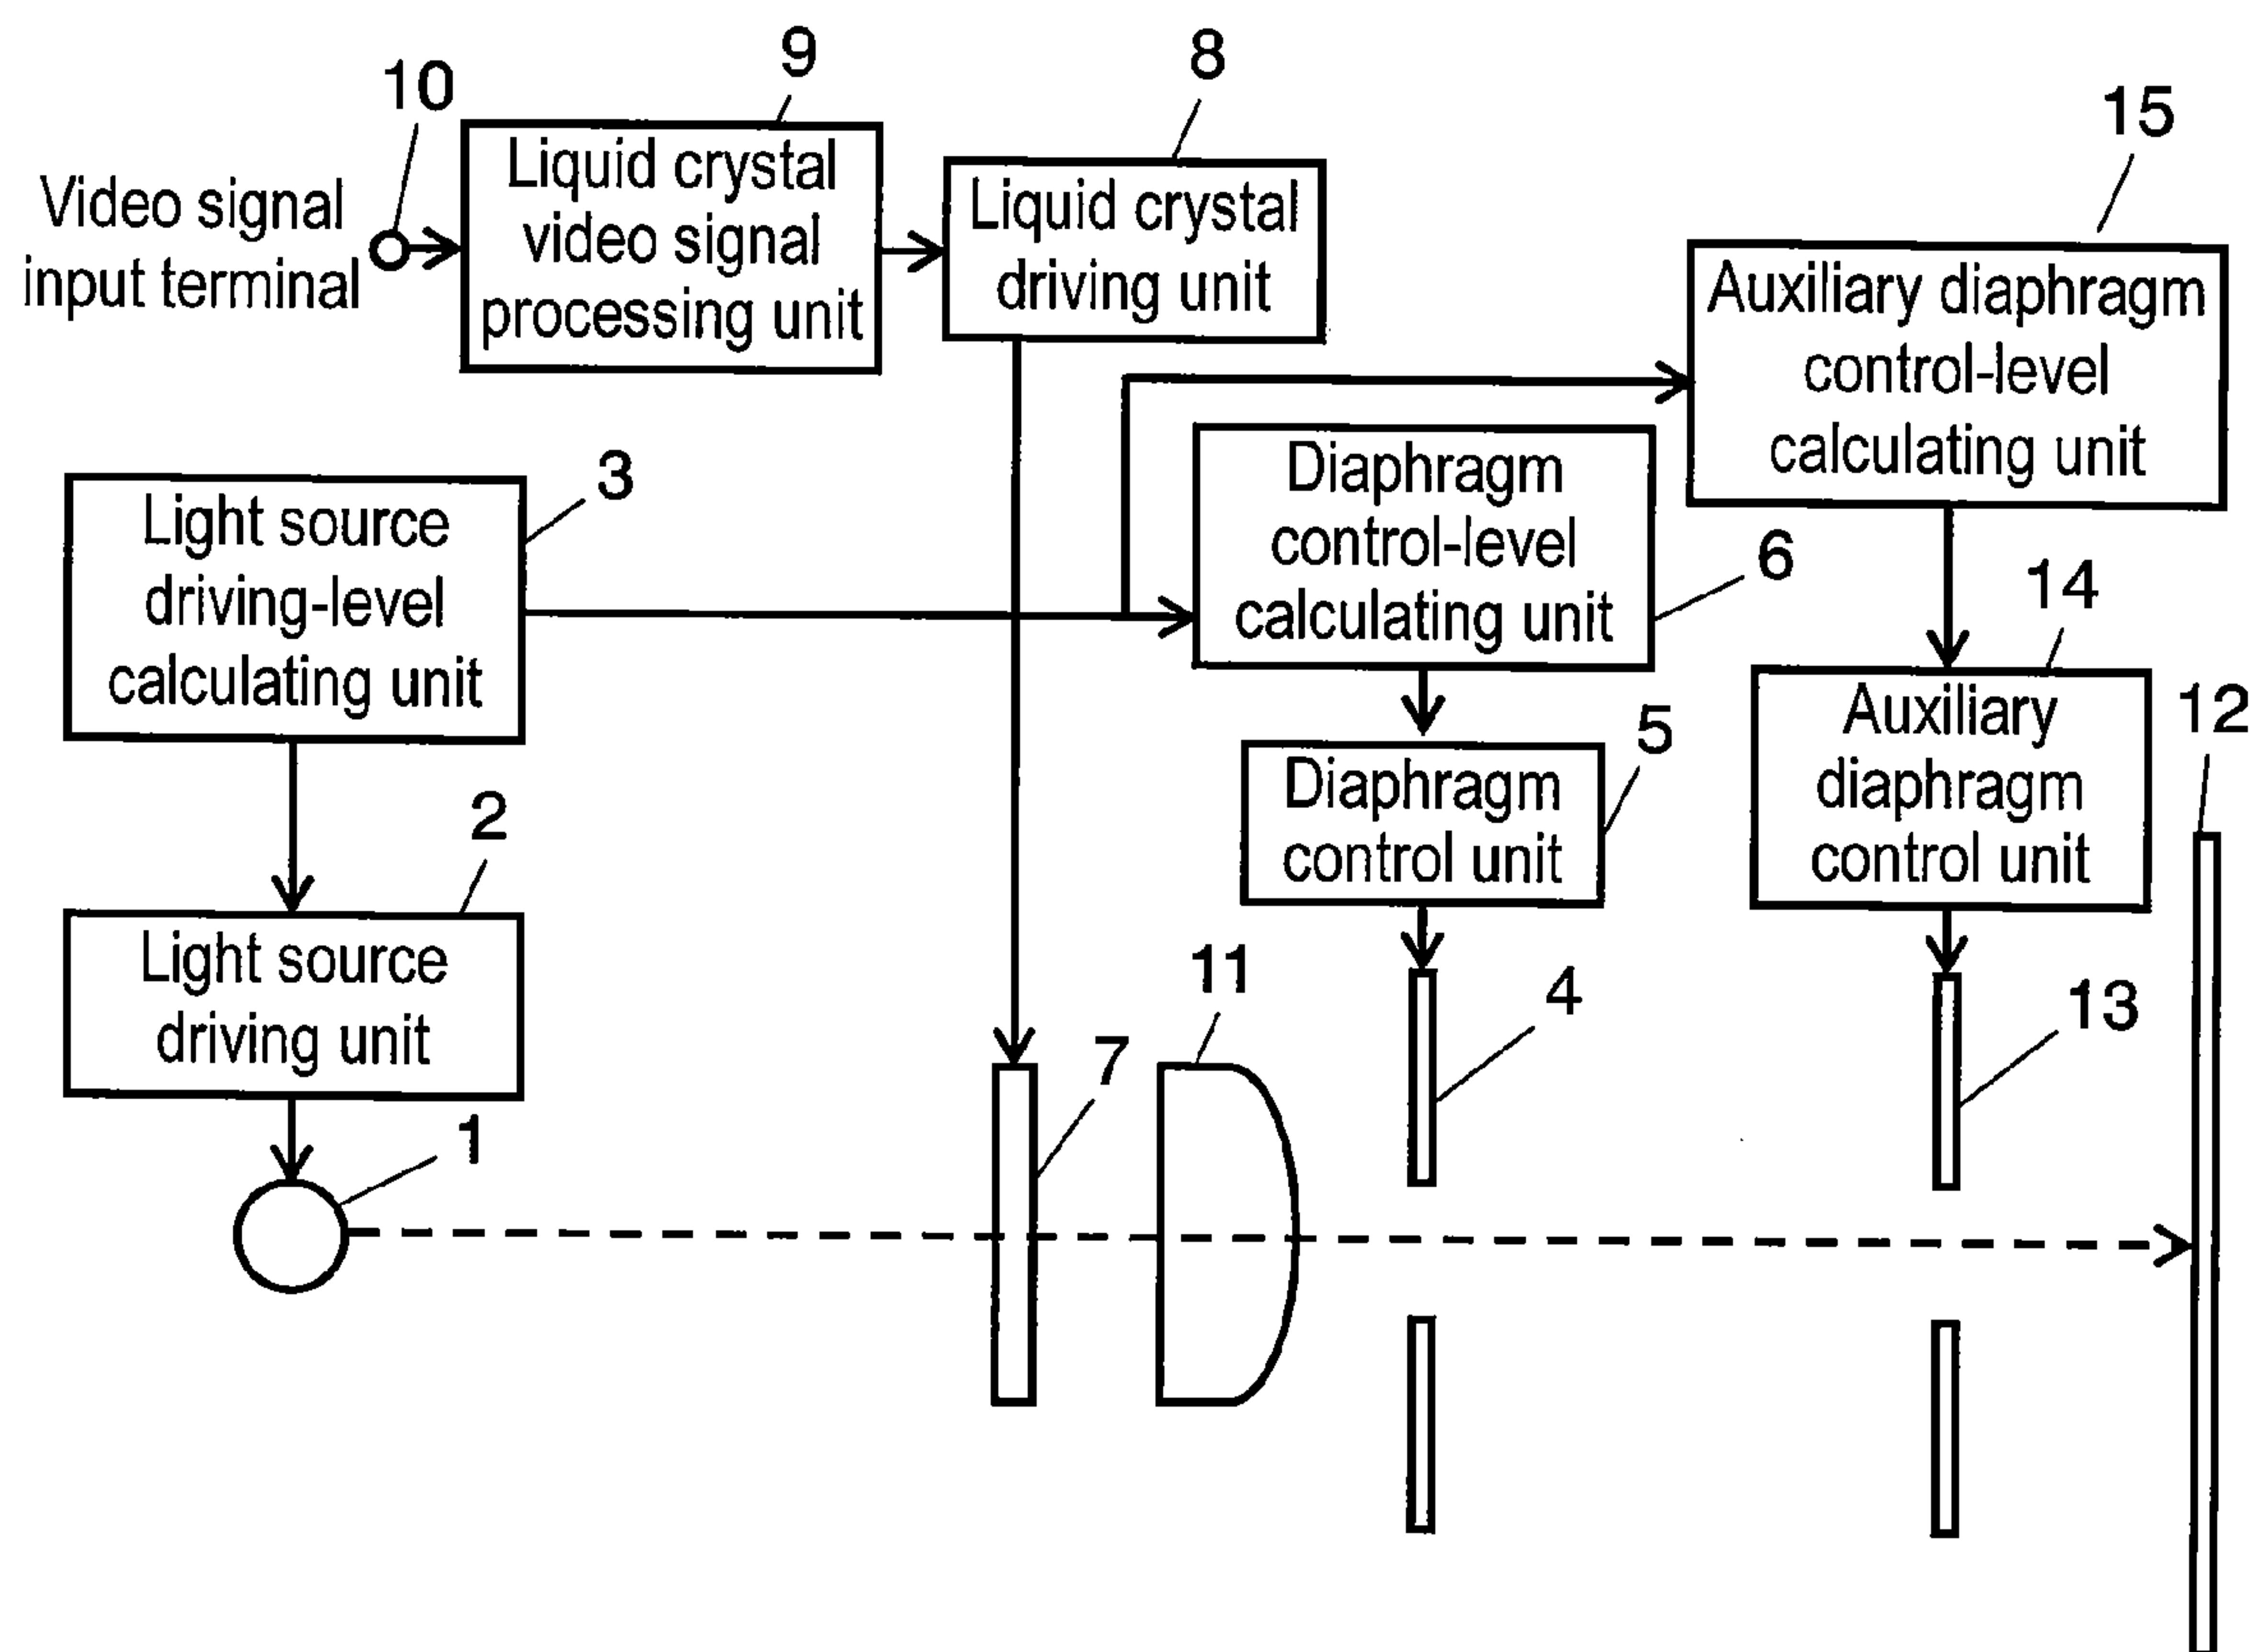 9
8
10
15
Video signal
input terminal
Liquid crystal
video signal
processing unit
Liquid crystal
driving unit
Auxiliary diaphragm
control-level
calculating unit
3
Light source
driving-level
calculating unit
Diaphragm
control-level
calculating unit
6
14
2
Light source
driving unit
Diaphragm
control unit
5
Auxiliary
diaphragm
control unit
12
11
4
13
7
1